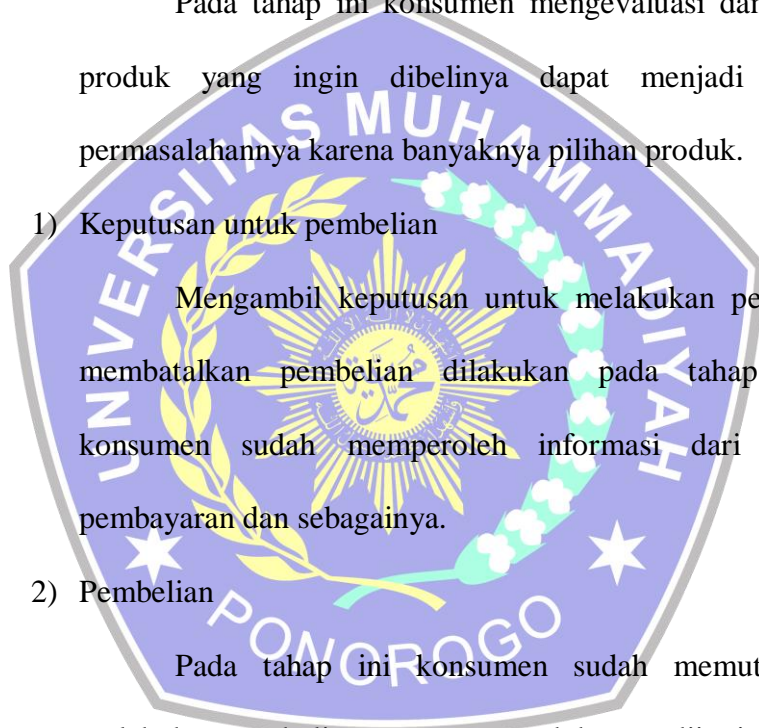 Pada tahap ini konsumen mengevaluasi dan
produk yang ingin dibelinya dapat menjadi
permasalahannya karena banyaknya pilihan produk.
1) Keputusan untuk pembelian
Mengambil keputusan untuk melakukan pe
membatalkan pembelian dilakukan pada tahap
konsumen sudah memperoleh informasi dari
pembayaran dan sebagainya.
2) Pembelian
Pada tahap ini konsumen sudah memut
UNIVERSITAS MUHAMMADIYAH
PONOROGO
محمد